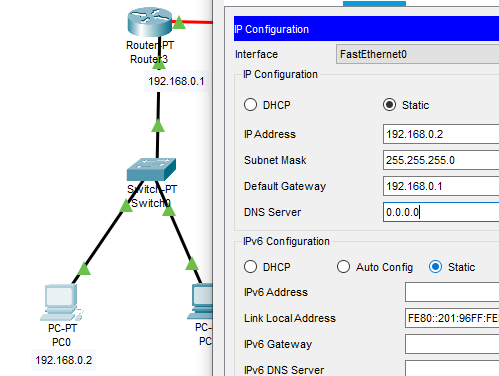 Router-PT
Router3
192.168.0.1
Switch-PT
Switch0
PC-PT
PC0
192.168.0.2
PC-
PC
IP Configuration
Interface
FastEthernet0
IP Configuration
DHCP
Static
IP Address
192.168.0.2
Subnet Mask
255.255.255.0
Default Gateway
192.168.0.1
DNS Server
0.0.0.0
IPv6 Configuration
DHCP
Auto Config
Static
IPv6 Address
Link Local Address
FE80::201:96FF:FE
IPv6 Gateway
IPv6 DNS Server